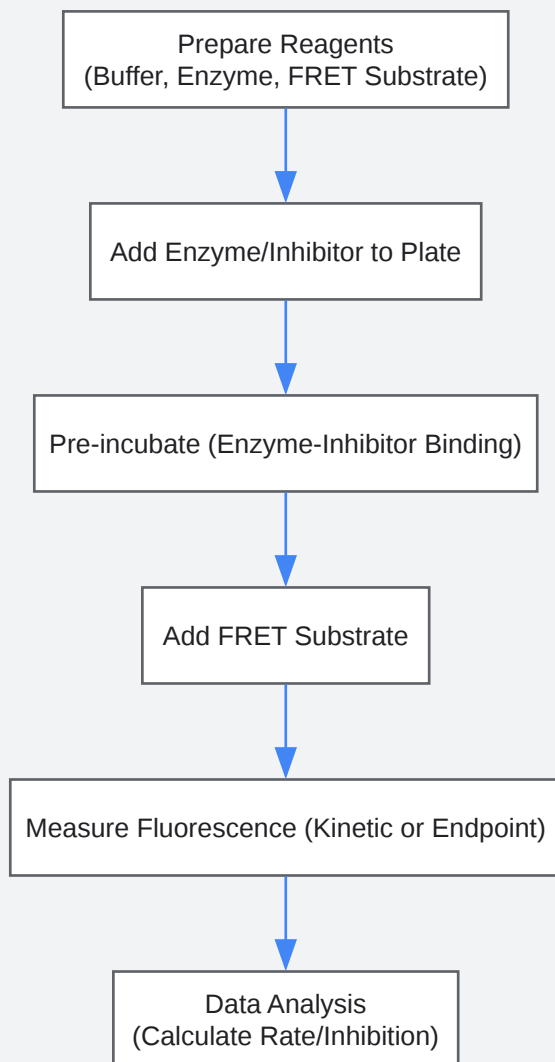 Prepare Reagents
(Buffer, Enzyme, FRET Substrate)
Add Enzyme/Inhibitor to Plate
Pre-incubate (Enzyme-Inhibitor Binding)
Add FRET Substrate
Measure Fluorescence (Kinetic or Endpoint)
Data Analysis
(Calculate Rate/Inhibition)